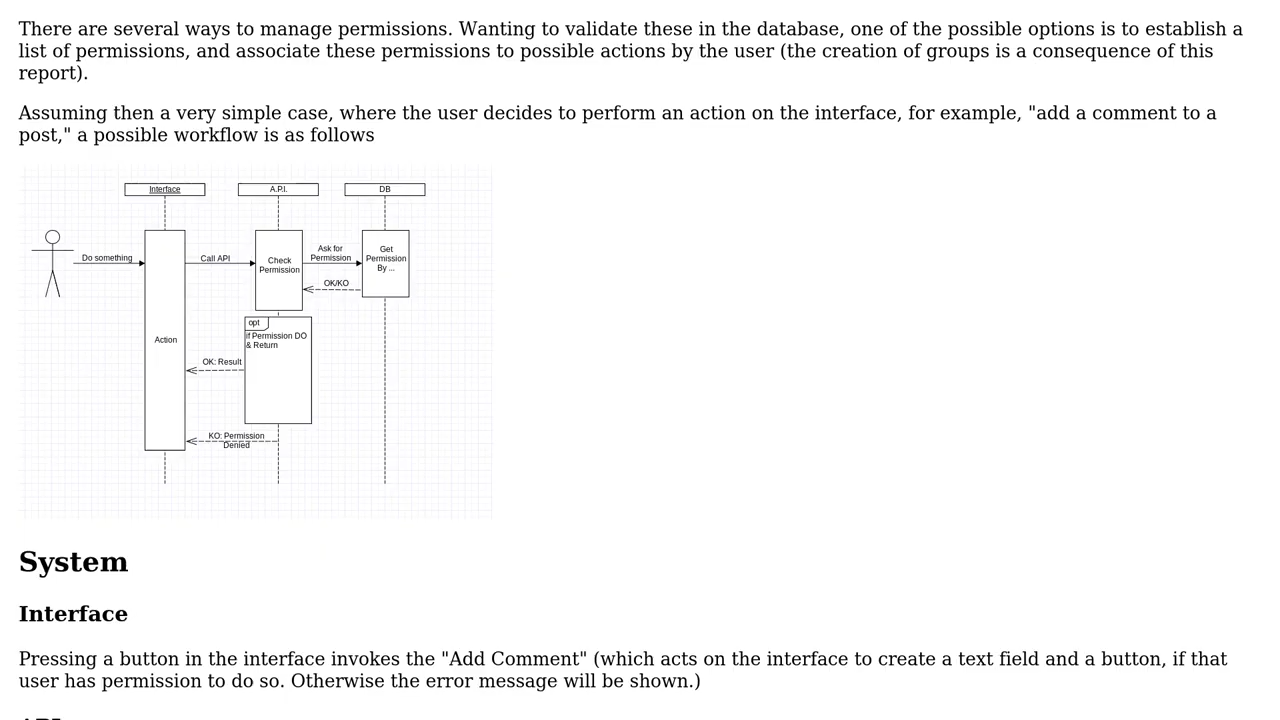 There are several ways to manage permissions. Wanting to validate these in the database, one of the possible options is to establish a
list of permissions, and associate these permissions to possible actions by the user (the creation of groups is a consequence of this
report).
Assuming then a very simple case, where the user decides to perform an action on the interface, for example, "add a comment to a
post," a possible workflow is as follows
Interface
A.P.I.
DB
Do something
Call API
Check
Permission
Ask for
Permission
Get
Permission
By ...
OK/KO
opt
if Permission DO
& Return
Action
OK: Result
KO: Permission
Denied
System
Interface
Pressing a button in the interface invokes the "Add Comment" (which acts on the interface to create a text field and a button, if that
user has permission to do so. Otherwise the error message will be shown.)
API